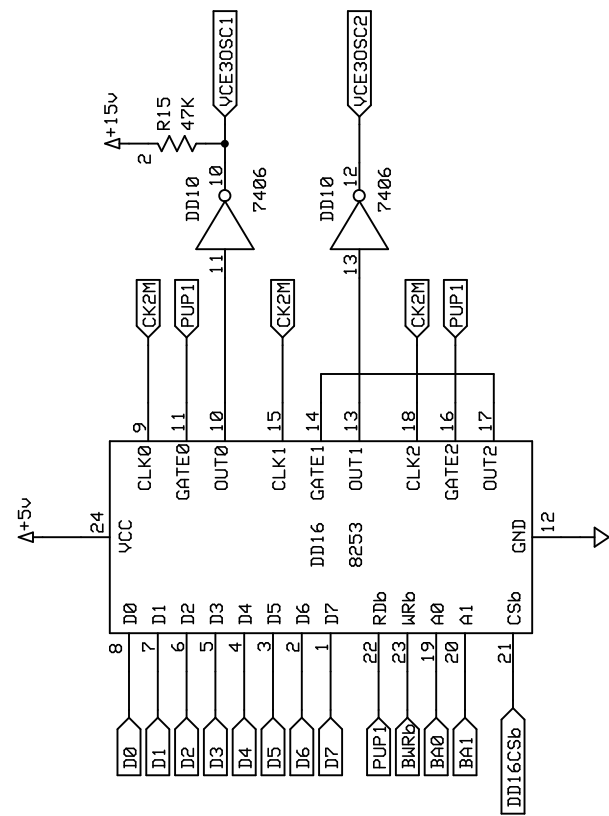 +5v
24
VCC
8
D0
D0
7
D1
D1
6
D2
D2
5
D3
D3
4
D4
D4
3
D5
D5
2
D6
D6
1
D7
D7
PUP1
22
RDb
BWRb
23
WRb
BA0
19
A0
BA1
20
A1
DD16CSb
21
CSb
DD16
8253
GND
12
CLK0
9
CK2M
GATE0
11
PUP1
OUT0
10
CLK1
15
CK2M
GATE1
14
OUT1
13
CLK2
18
CK2M
GATE2
16
PUP1
OUT2
17
11
DD10
10
7406
+15v
2
R15
47K
VCE3OSC1
13
DD10
12
7406
VCE3OSC2